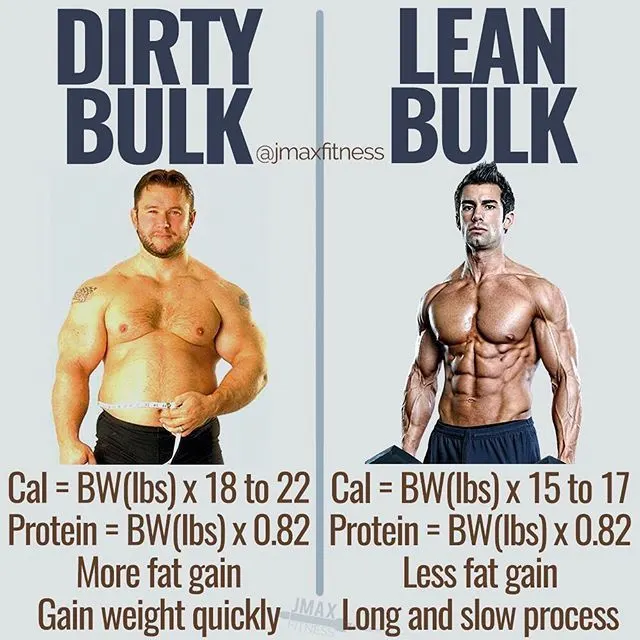 DIRTY
BULK
@jmaxfitness
LEAN
BULK
Cal = BW(lbs) x 18 to 22
Protein = BW(lbs) x 0.82
More fat gain
Gain weight quickly
Cal = BW(lbs) x 15 to 17
Protein = BW(lbs) x 0.82
Less fat gain
Long and slow process
JMAX
FITNESS